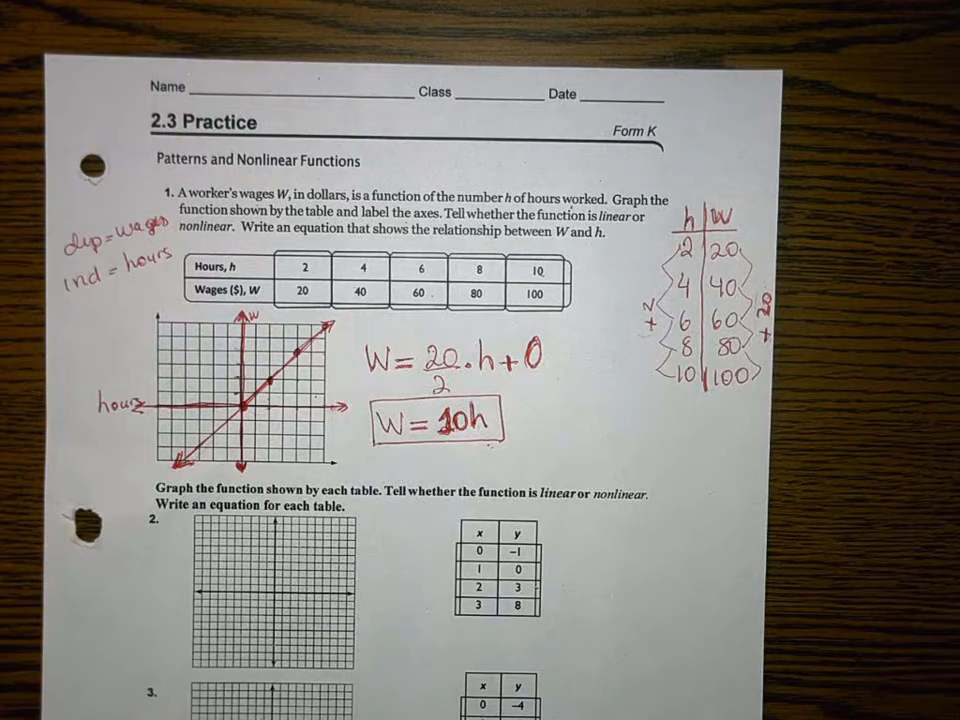 Name ____________ Class ____________ Date ____________
2.3 Practice
Form K
Patterns and Nonlinear Functions
1. A worker's wages W, in dollars, is a function of the number h of hours worked. Graph the
function shown by the table and label the axes. Tell whether the function is linear or
nonlinear. Write an equation that shows the relationship between W and h.
dep = wages
ind = hours
Hours, h 2 4 6 8 10
Wages ($), W 20 40 60 80 100
h W
2 20
4 40
6 60
8 80
10 100
+2
W
hours
W = 20/2 · h + 0
W = 10h
Graph the function shown by each table. Tell whether the function is linear or nonlinear.
Write an equation for each table.
2.
x y
0 −1
1 0
2 3
3 8
3.
x y
0 −4